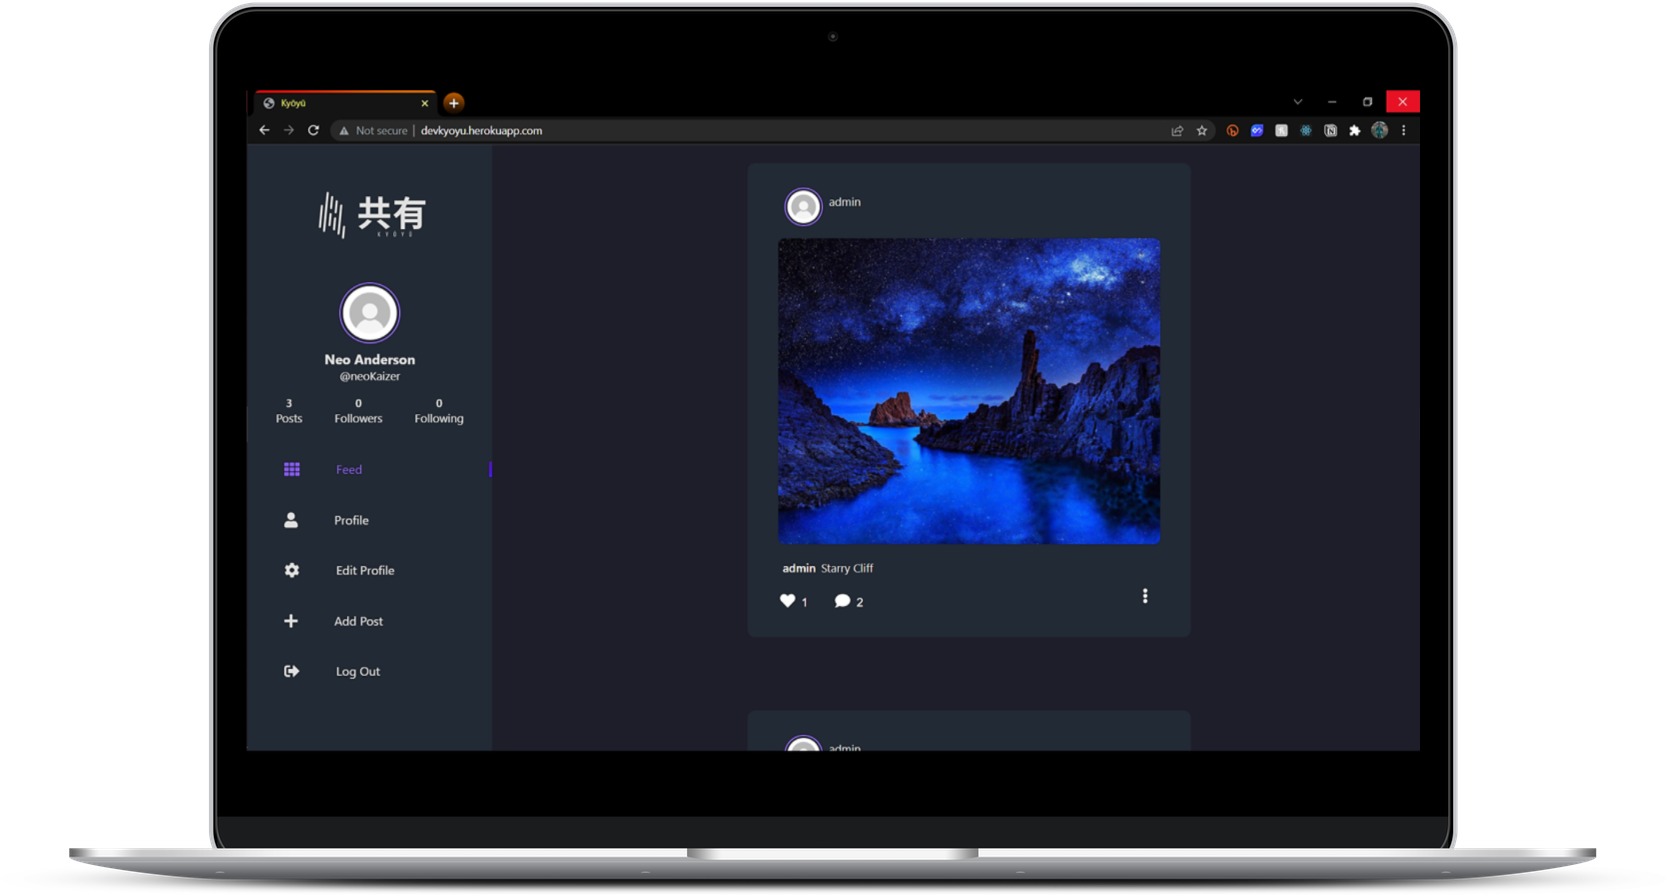 Kyōyū
Not secure | devkyoyu.herokuapp.com
共有
KYŌYŪ
Neo Anderson
@neoKaizer
3 0 0
Posts Followers Following
Feed
Profile
Edit Profile
Add Post
Log Out
admin
admin Starry Cliff
1 2
admin